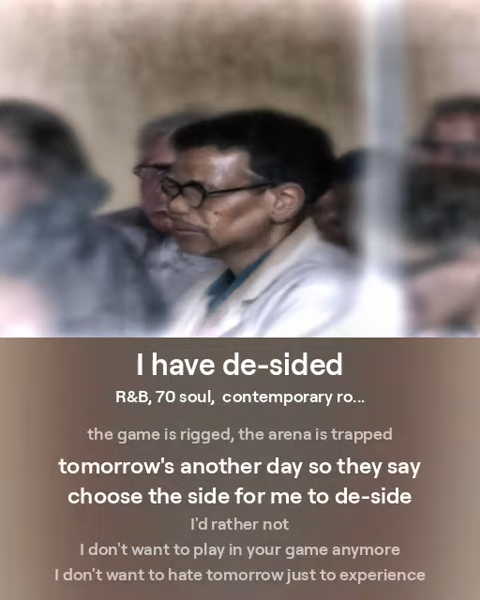 I have de-sided
R&B, 70 soul, contemporary ro...
the game is rigged, the arena is trapped
tomorrow's another day so they say
choose the side for me to de-side
I'd rather not
I don't want to play in your game anymore
I don't want to hate tomorrow just to experience